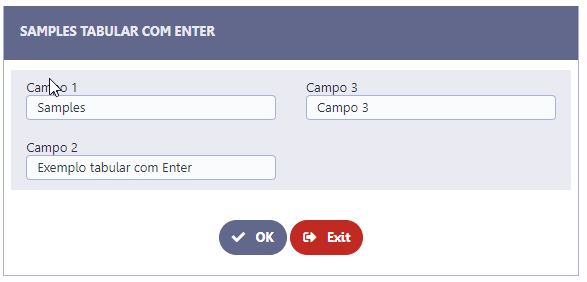 SAMPLES TABULAR COM ENTER
Campo 1
Samples
Campo 3
Campo 3
Campo 2
Exemplo tabular com Enter
OK
Exit